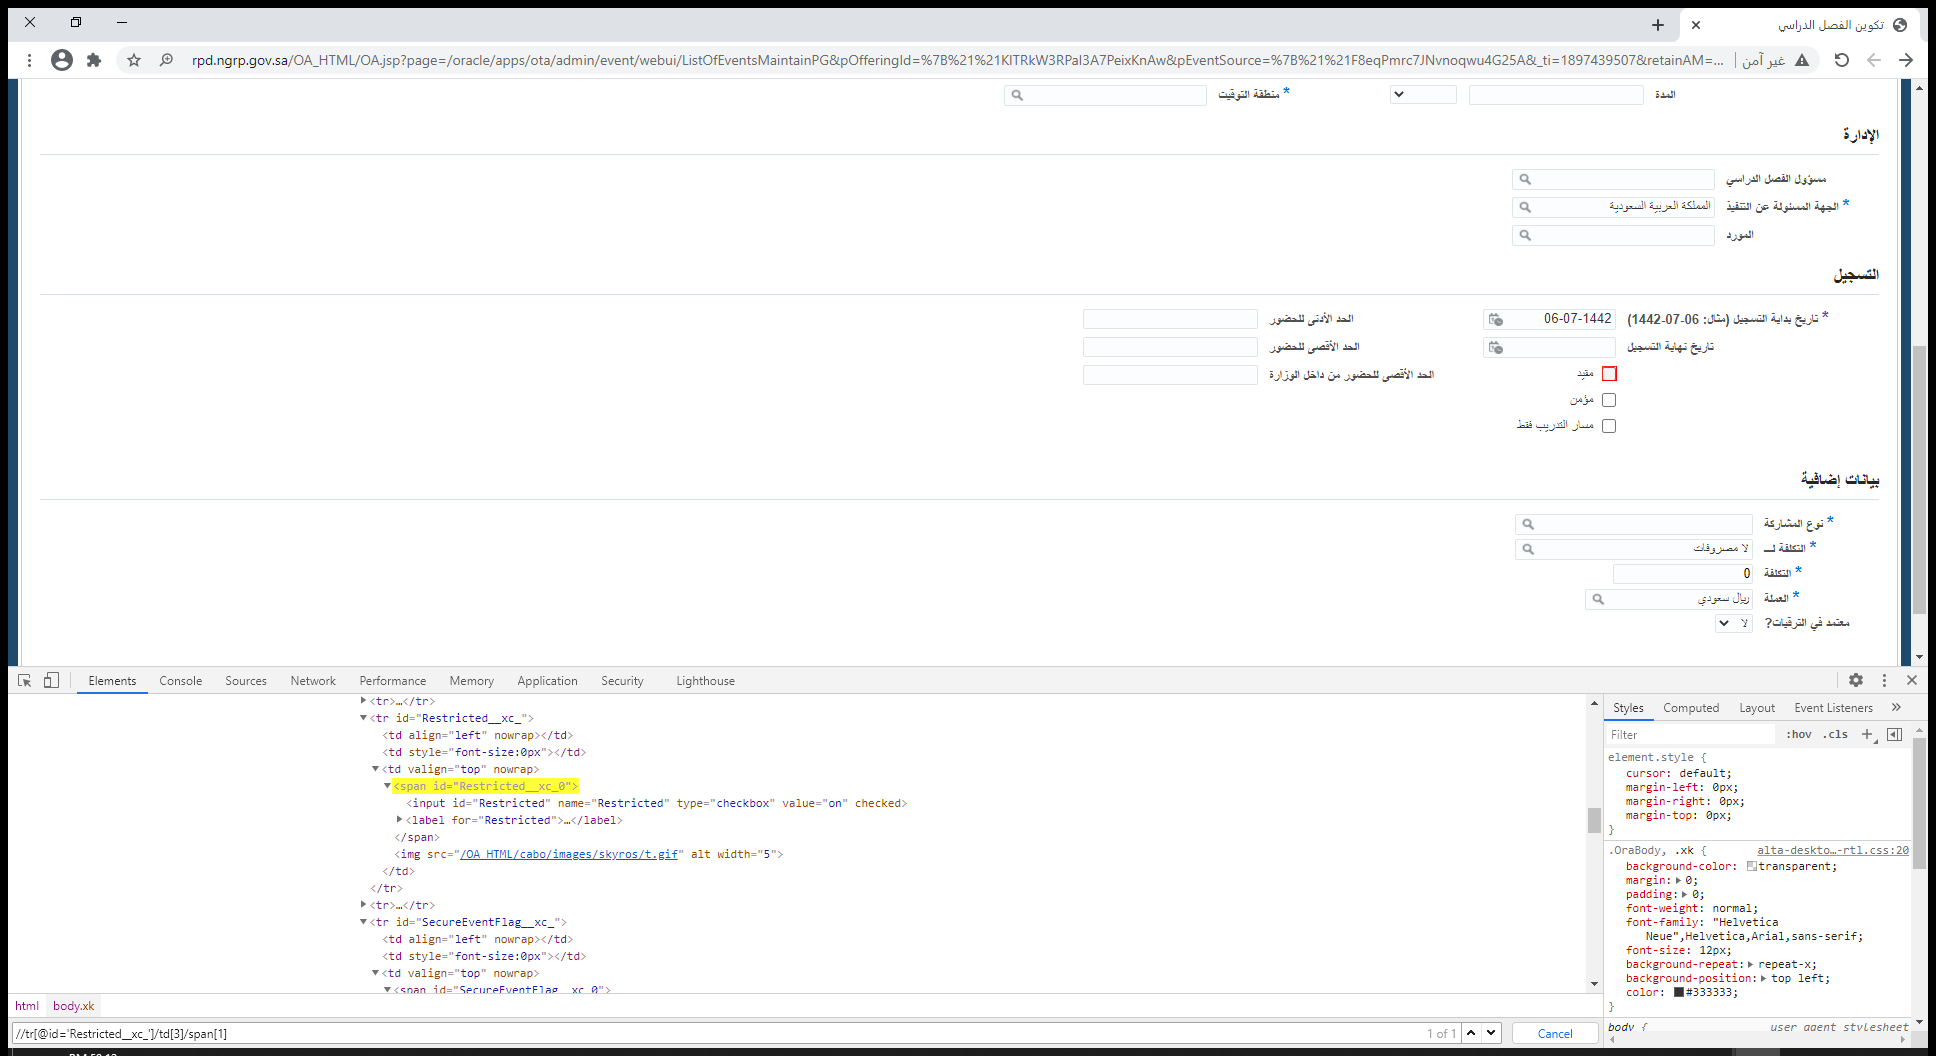 تكوين الفصل الدراسي
غير آمن
rpd.ngrp.gov.sa/OA_HTML/OA.jsp?page=/oracle/apps/ota/admin/event/webui/ListOfEventsMaintainPG&pOfferingId=%7B%21%21KlTRkW3RPaI3A7PeixKnAw&pEventSource=%7B%21%21F8eqPmrc7JNvnoqwu4G25A&_ti=1897439507&retainAM=...
المدة
* منطقة التوقيت
الإدارة
مسؤول الفصل الدراسي
* الجهة المسئولة عن التنفيذ المملكة العربية السعودية
المورد
التسجيل
* تاريخ بداية التسجيل (مثال: 06-07-1442) 06-07-1442 الحد الأدنى للحضور
تاريخ نهاية التسجيل الحد الأقصى للحضور
مقيد الحد الأقصى للحضور من داخل الوزارة
مؤمن
مسار التدريب فقط
بيانات إضافية
* نوع المشاركة
* التكلفة لـــ لا مصروفات
* التكلفة 0
* العملة ريال سعودي
معتمد في الترقيات؟ لا
Elements Console Sources Network Performance Memory Application Security Lighthouse
<tr>…</tr>
<tr id="Restricted__xc_">
<td align="left" nowrap></td>
<td style="font-size:0px"></td>
<td valign="top" nowrap>
<span id="Restricted__xc_0">
<input id="Restricted" name="Restricted" type="checkbox" value="on" checked>
<label for="Restricted">…</label>
</span>
<img src="/OA_HTML/cabo/images/skyros/t.gif" alt width="5">
</td>
</tr>
<tr>…</tr>
<tr id="SecureEventFlag__xc_">
<td align="left" nowrap></td>
<td style="font-size:0px"></td>
<td valign="top" nowrap>
<span id="SecureEventFlag__xc_0">
html body.xk
//tr[@id='Restricted__xc_']/td[3]/span[1]
1 of 1
Cancel
Styles Computed Layout Event Listeners »
Filter :hov .cls +
element.style {
cursor: default;
margin-left: 0px;
margin-right: 0px;
margin-top: 0px;
}
.OraBody, .xk { alta-deskto…-rtl.css:20
background-color: transparent;
margin: 0;
padding: 0;
font-weight: normal;
font-family: "Helvetica
Neue",Helvetica,Arial,sans-serif;
font-size: 12px;
background-repeat: repeat-x;
background-position: top left;
color: #333333;
}
body { user agent stylesheet